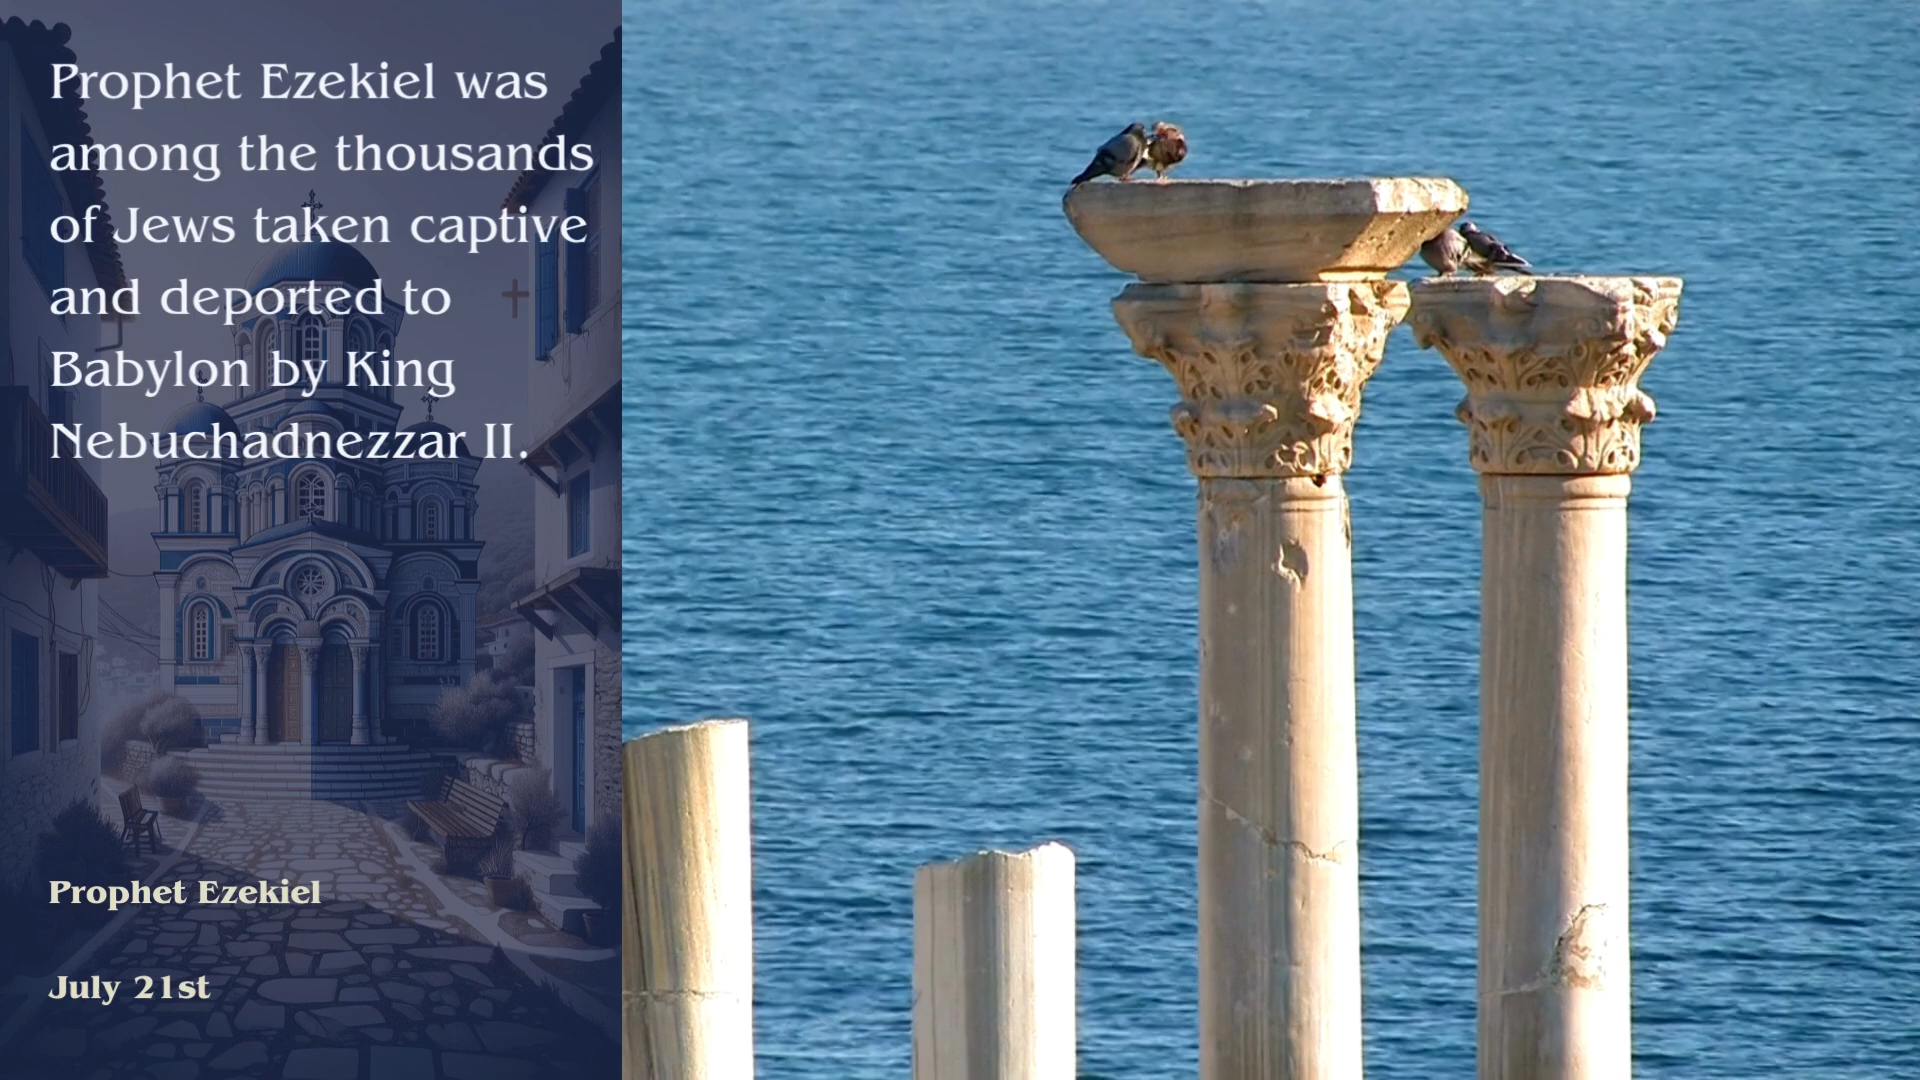 Prophet Ezekiel was
among the thousands
of Jews taken captive
and deported to
Babylon by King
Nebuchadnezzar II.
Prophet Ezekiel
July 21st